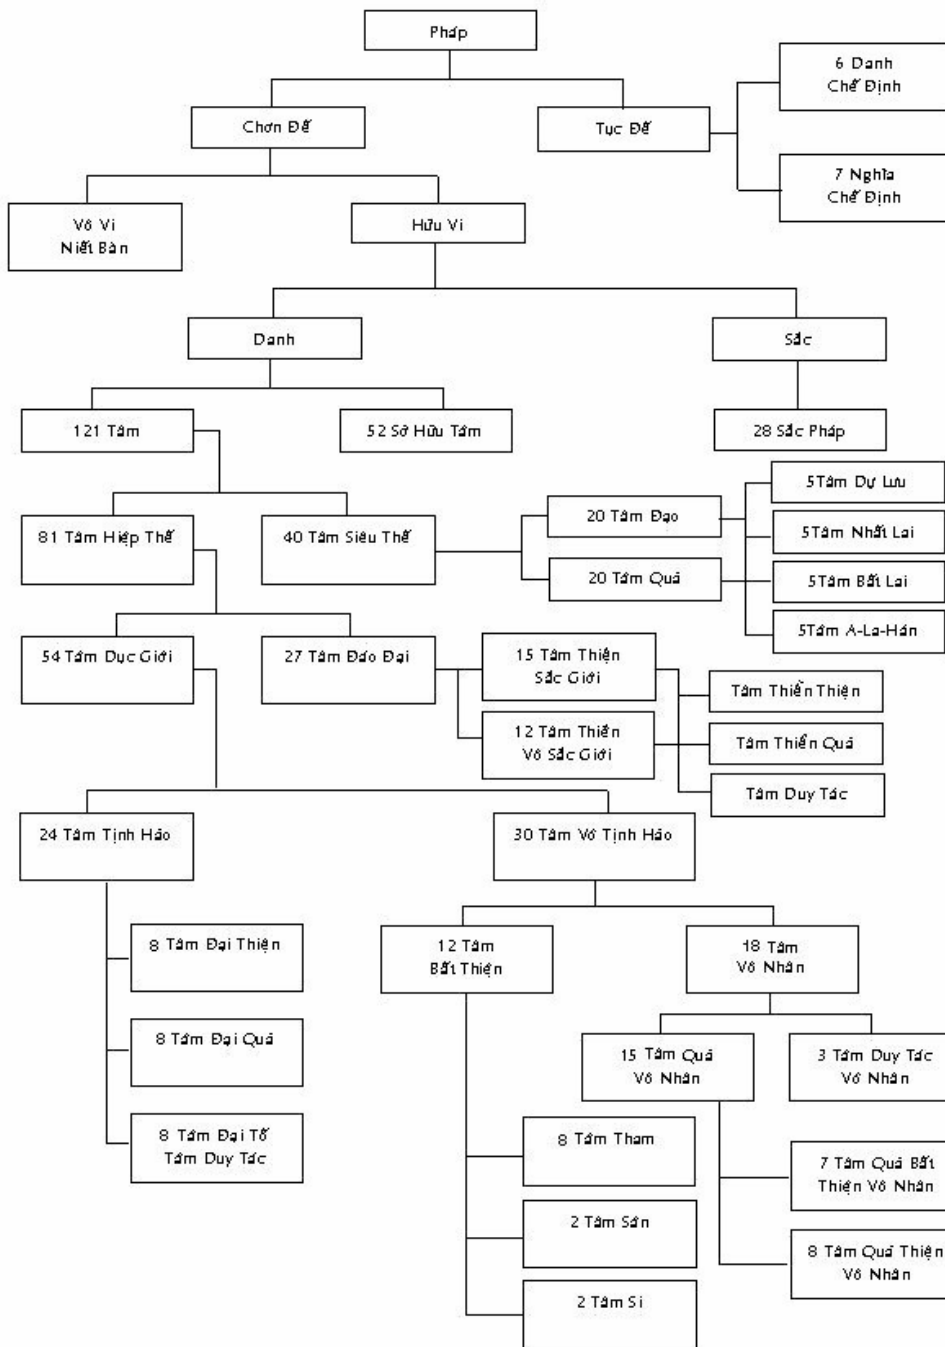 Pháp
6 Danh
Chế Định
Chơn Đế
Tục Đế
7 Nghĩa
Chế Định
Vô Vi
Niết Bàn
Hữu Vi
Danh
Sắc
121 Tâm
52 Sở Hữu Tâm
28 Sắc Pháp
81 Tâm Hiệp Thế
40 Tâm Siêu Thế
20 Tâm Đạo
20 Tâm Quả
5Tâm Dự Lưu
5Tâm Nhất Lai
5Tâm Bất Lai
5Tâm A-La-Hán
54 Tâm Dục Giới
27 Tâm Đáo Đại
15 Tâm Thiện
Sắc Giới
12 Tâm Thiền
Vô Sắc Giới
Tâm Thiền Thiện
Tâm Thiền Quả
Tâm Duy Tác
24 Tâm Tịnh Hảo
30 Tâm Vô Tịnh Hảo
8 Tâm Đại Thiện
8 Tâm Đại Quả
8 Tâm Đại Tố
Tâm Duy Tác
12 Tâm
Bất Thiện
18 Tâm
Vô Nhân
15 Tâm Quả
Vô Nhân
3 Tâm Duy Tác
Vô Nhân
8 Tâm Tham
2 Tâm Sân
2 Tâm Si
7 Tâm Quả Bất
Thiện Vô Nhân
8 Tâm Quả Thiện
Vô Nhân